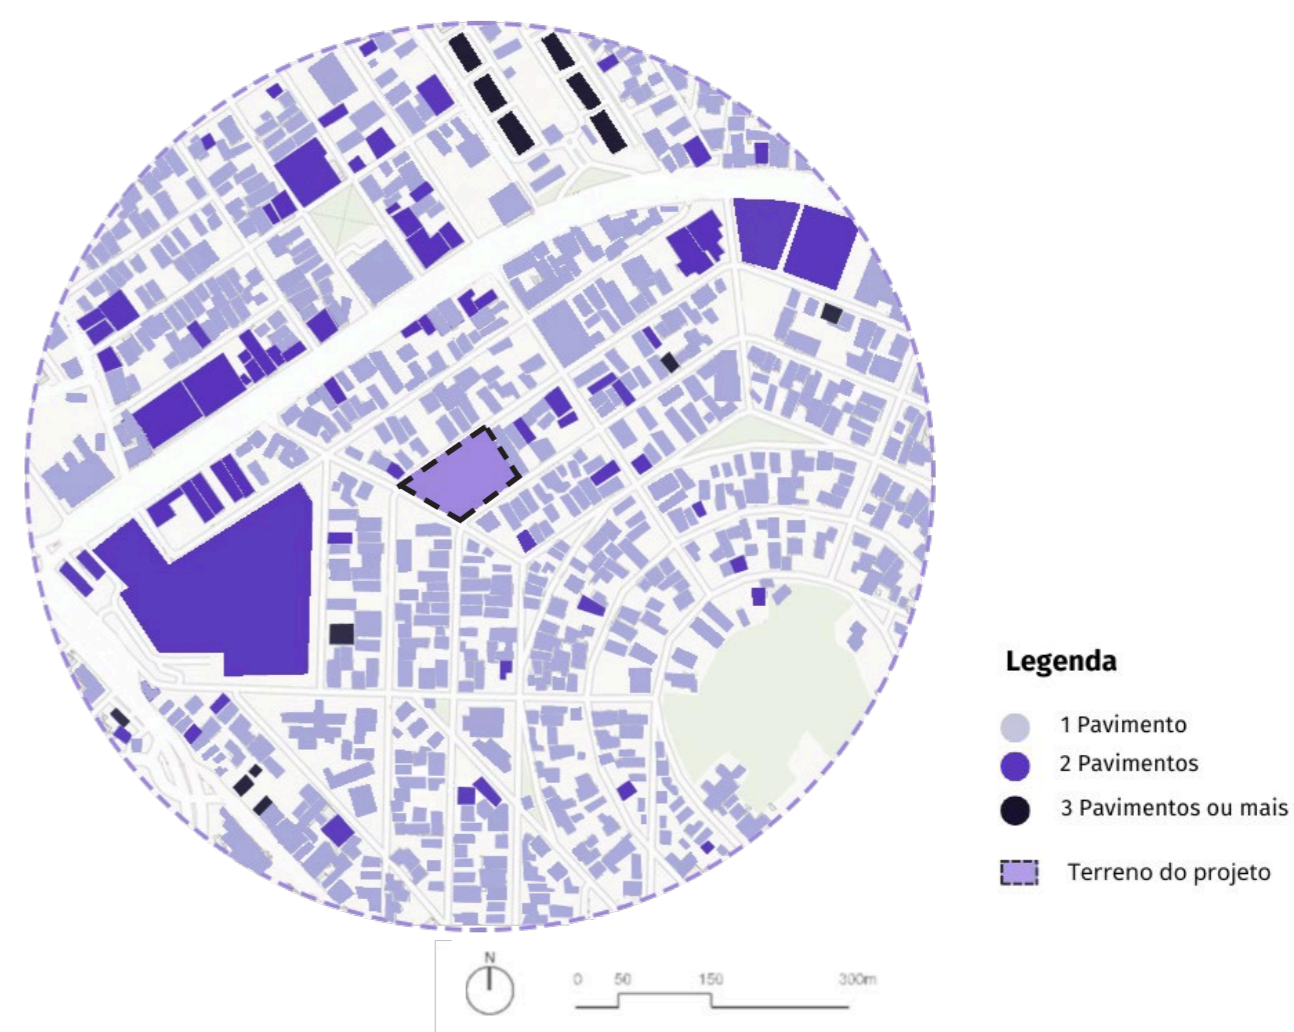 Legenda
1 Pavimento
2 Pavimentos
3 Pavimentos ou mais
Terreno do projeto
N
0 50 150 300m